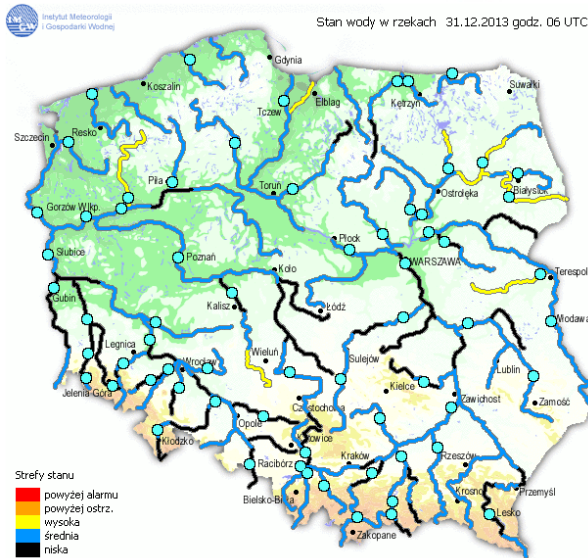 IMGW
Instytut Meteorologii
i Gospodarki Wodnej
Stan wody w rzekach 31.12.2013 godz. 06 UTC
Gdynia
Koszalin
Suwałki
Elbląg
Kętrzyn
Tczew
Resko
Szczecin
Piła
Toruń
Ostrołęka
Białystok
Gorzów Wlkp.
Płock
Słubice
Poznań
Koło
WARSZAWA
Terespol
Gubin
Kalisz
Łódź
Włodawa
Legnica
Wieluń
Sulejów
Wrocław
Lublin
Jelenia-Góra
Kielce
Częstochowa
Zawichost
Zamość
Opole
Kłodzko
Katowice
Racibórz
Kraków
Rzeszów
Bielsko-Biała
Krosno
Przemyśl
Lesko
Zakopane
Strefy stanu
powyżej alarmu
powyżej ostrz.
wysoka
średnia
niska